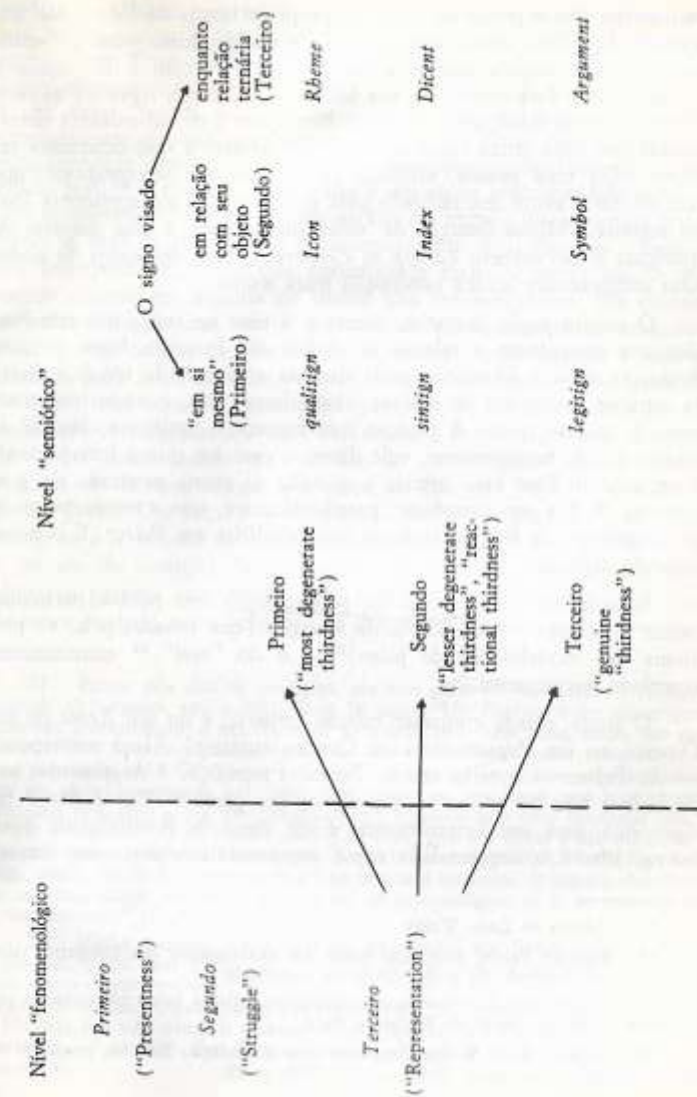 Nível “fenomenológico
Primeiro
(“Presentness”)
Segundo
(“Struggle”)
Terceiro
(“Representation”)
Nível “semiótico”
Primeiro
(“most degenerate
thirdness”)
Segundo
(“lesser degenerate
thirdness”, “reac-
tional thirdness”)
Terceiro
(“genuine
thirdness”)
O signo visado
“em si
mesmo”
(Primeiro)
em relação
com seu
objeto
(Segundo)
enquanto
relação
ternária
(Terceiro)
qualisign
Icon
Rheme
sinsign
Index
Dicent
legisign
Symbol
Argument